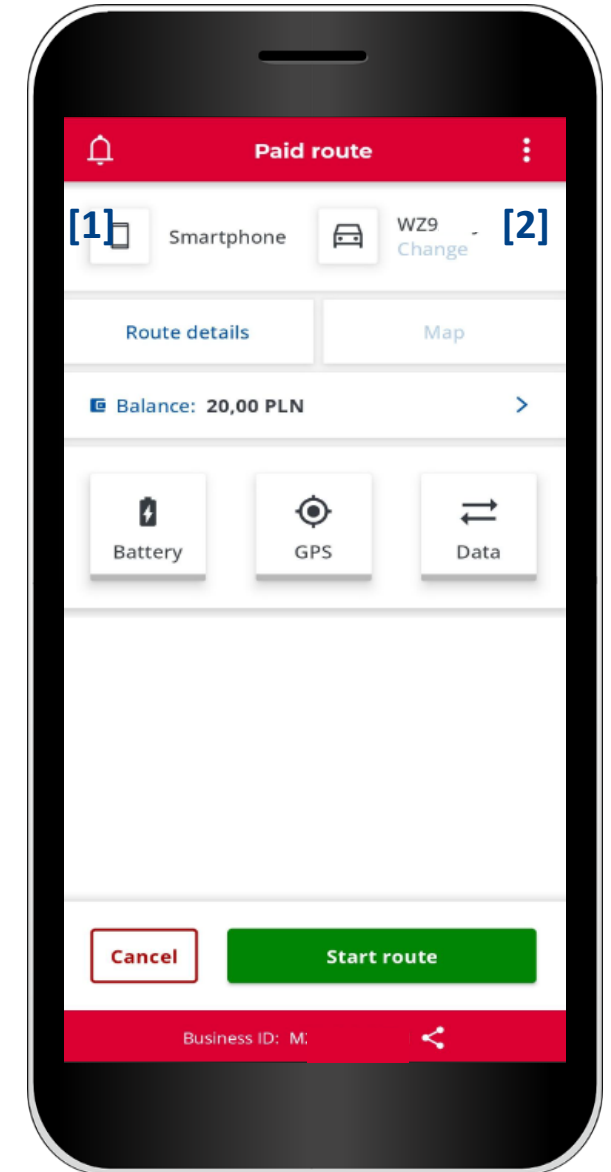 Paid route
[1] Smartphone WZ9 - [2]
Change
Route details Map
Balance: 20,00 PLN
Battery GPS Data
Cancel Start route
Business ID: M